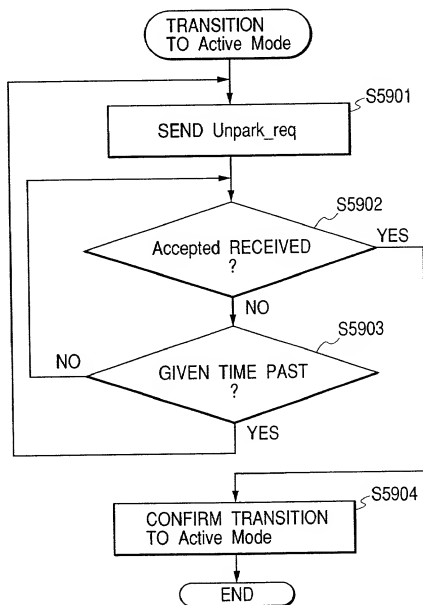 TRANSITION
TO Active Mode
S5901
SEND Unpark_req
S5902
Accepted RECEIVED
?
YES
NO
S5903
NO
GIVEN TIME PAST
?
YES
S5904
CONFIRM TRANSITION
TO Active Mode
END